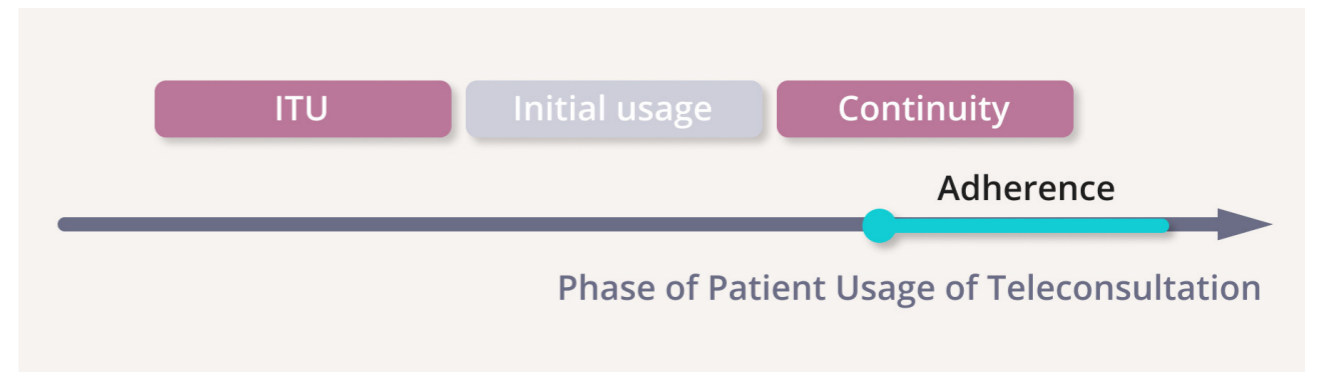 ITU Initial usage Continuity
Adherence
Phase of Patient Usage of Teleconsultation